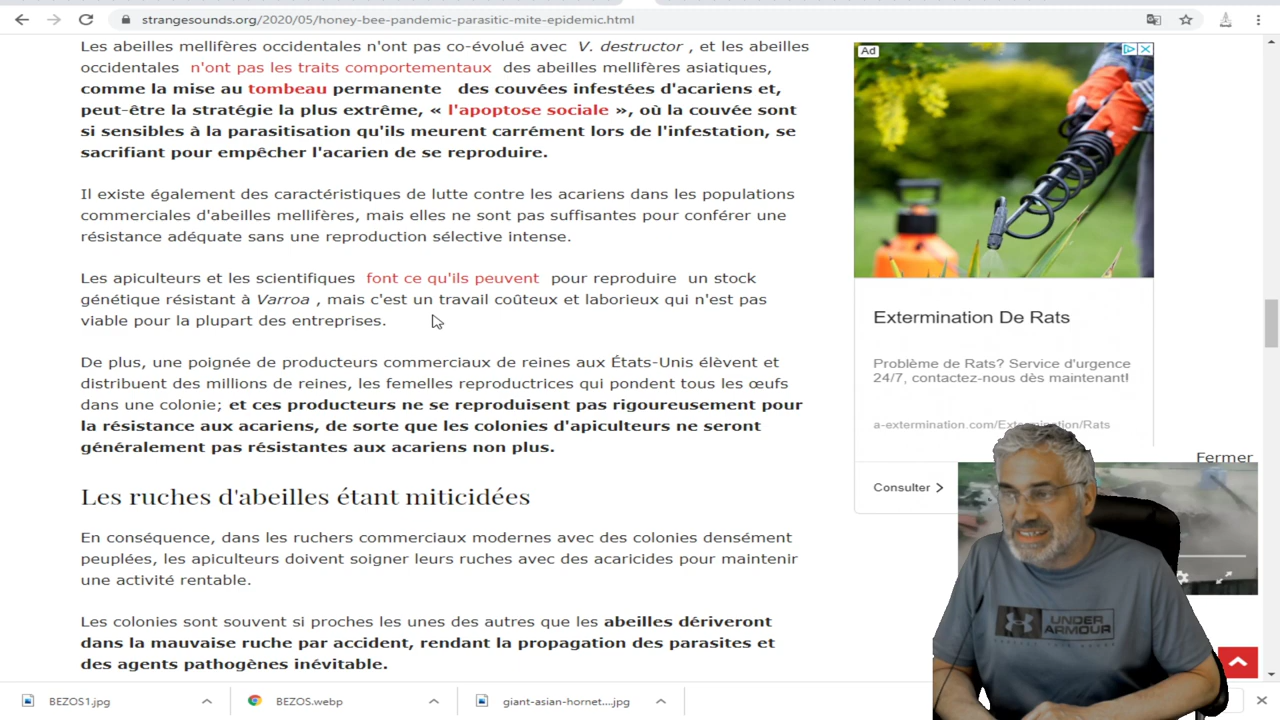 strangesounds.org/2020/05/honey-bee-pandemic-parasitic-mite-epidemic.html
Les abeilles mellifères occidentales n'ont pas co-évolué avec V. destructor , et les abeilles
occidentales n'ont pas les traits comportementaux des abeilles mellifères asiatiques,
comme la mise au tombeau permanente des couvées infestées d'acariens et,
peut-être la stratégie la plus extrême, « l'apoptose sociale », où la couvée sont
si sensibles à la parasitisation qu'ils meurent carrément lors de l'infestation, se
sacrifiant pour empêcher l'acarien de se reproduire.
Il existe également des caractéristiques de lutte contre les acariens dans les populations
commerciales d'abeilles mellifères, mais elles ne sont pas suffisantes pour conférer une
résistance adéquate sans une reproduction sélective intense.
Les apiculteurs et les scientifiques font ce qu'ils peuvent pour reproduire un stock
génétique résistant à Varroa , mais c'est un travail coûteux et laborieux qui n'est pas
viable pour la plupart des entreprises.
De plus, une poignée de producteurs commerciaux de reines aux États-Unis élèvent et
distribuent des millions de reines, les femelles reproductrices qui pondent tous les œufs
dans une colonie; et ces producteurs ne se reproduisent pas rigoureusement pour
la résistance aux acariens, de sorte que les colonies d'apiculteurs ne seront
généralement pas résistantes aux acariens non plus.
Les ruches d'abeilles étant miticidées
En conséquence, dans les ruchers commerciaux modernes avec des colonies densément
peuplées, les apiculteurs doivent soigner leurs ruches avec des acaricides pour maintenir
une activité rentable.
Les colonies sont souvent si proches les unes des autres que les abeilles dériveront
dans la mauvaise ruche par accident, rendant la propagation des parasites et
des agents pathogènes inévitable.
Ad
Extermination De Rats
Problème de Rats? Service d'urgence
24/7, contactez-nous dès maintenant!
a-extermination.com/Extermination/Rats
Consulter
Fermer
UNDER
ARMOUR
BEZOS1.jpg
BEZOS.webp
giant-asian-hornet....jpg